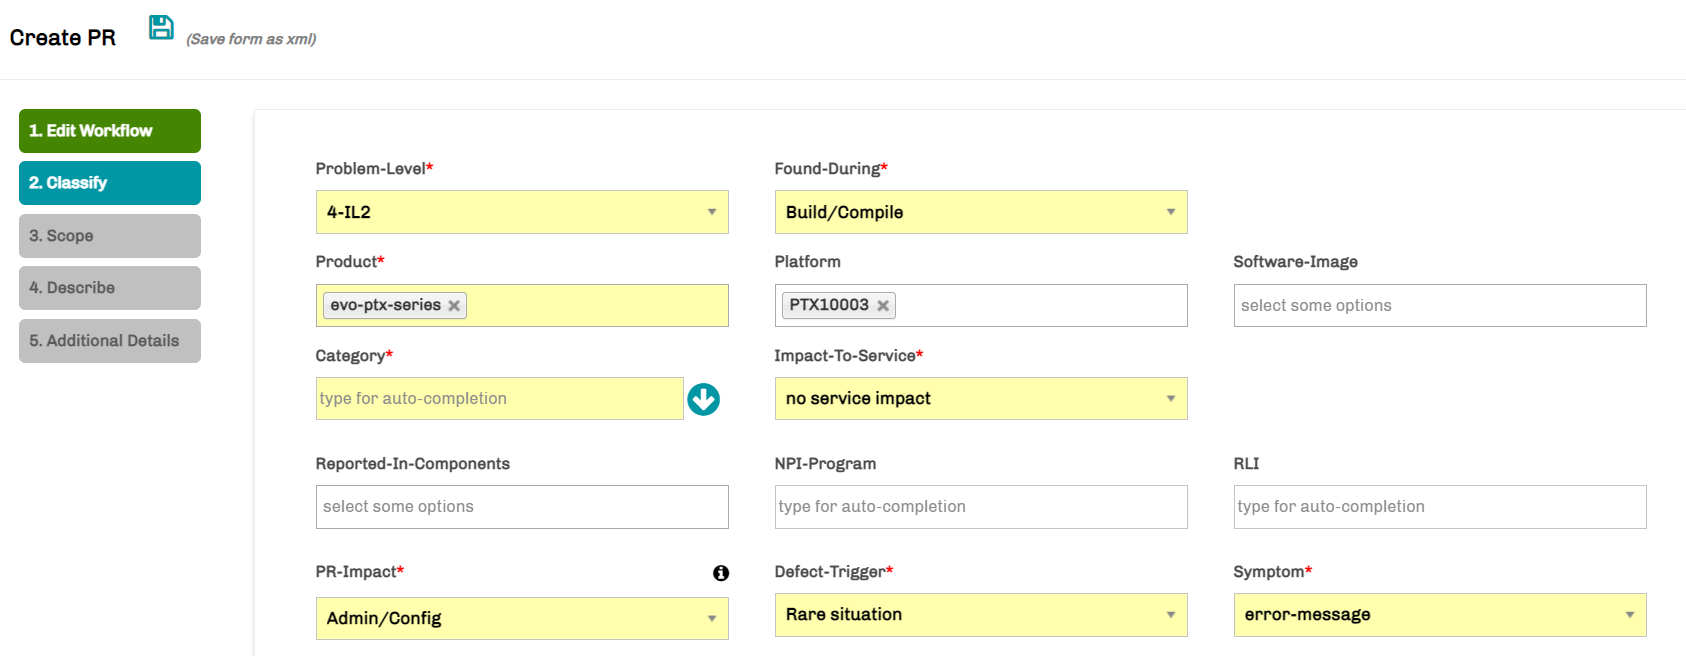 Create PR (Save form as xml)
1. Edit Workflow
2. Classify
3. Scope
4. Describe
5. Additional Details
Problem-Level* Found-During*
4-IL2 Build/Compile
Product* Platform Software-Image
evo-ptx-series PTX10003 select some options
Category* Impact-To-Service*
type for auto-completion no service impact
Reported-In-Components NPI-Program RLI
select some options type for auto-completion type for auto-completion
PR-Impact* Defect-Trigger* Symptom*
Admin/Config Rare situation error-message